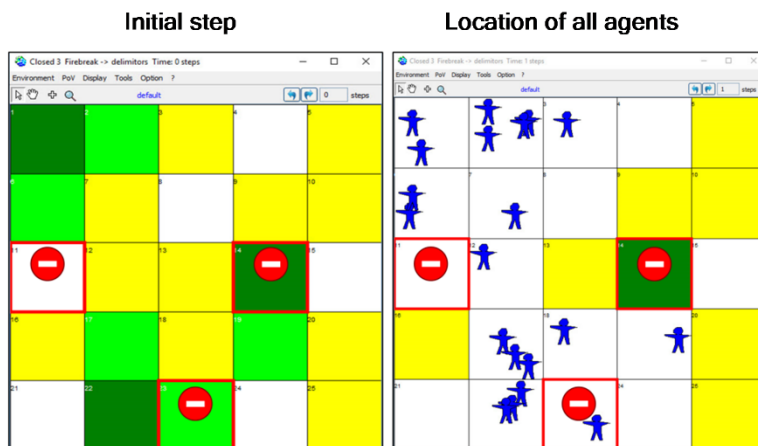 Initial step
Location of all agents
Closed 3 Firebreak -> delimitors Time: 0 steps
Environment PoV Display Tools Option ?
default
0 steps
1 2 3 4 5
6 7 8 9 10
11 12 13 14 15
16 17 18 19 20
21 22 23 24 25
Closed 3 Firebreak -> delimitors Time: 1 steps
Environment PoV Display Tools Option ?
default
1 steps
3 4
7 8 9 10
11 12 13 14 15
16 18 20
21 24 25